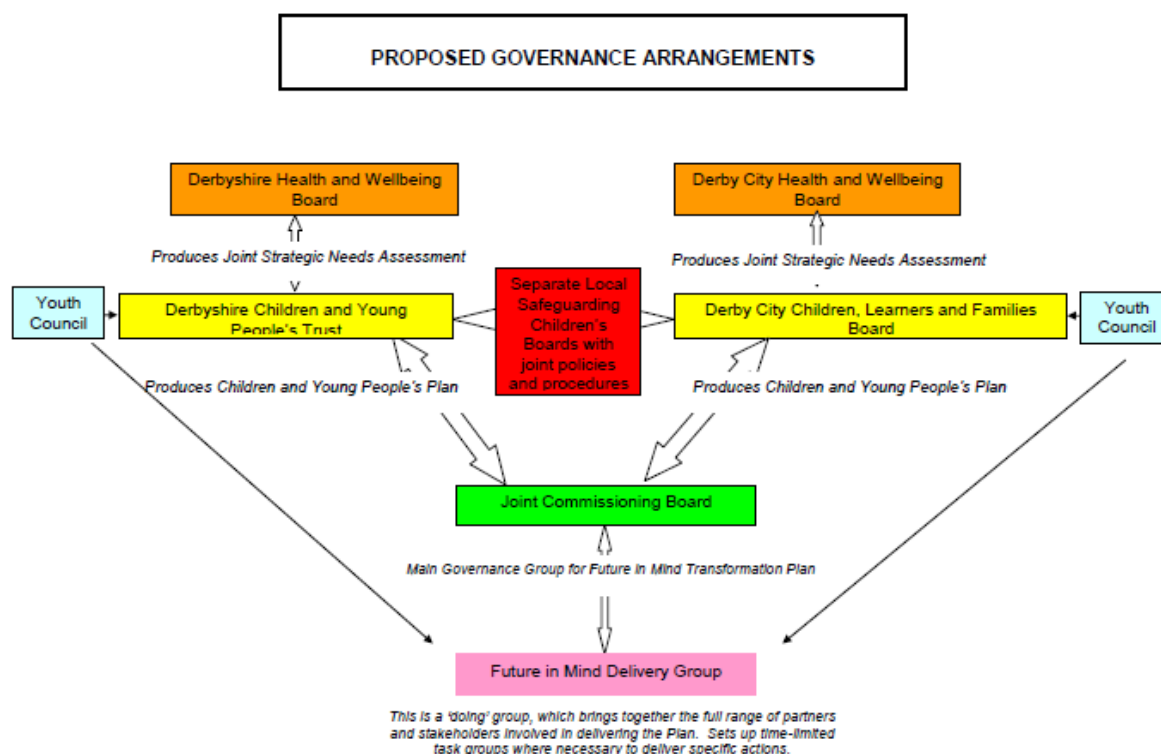 PROPOSED GOVERNANCE ARRANGEMENTS
Derbyshire Health and Wellbeing
Board
Derby City Health and Wellbeing
Board
Produces Joint Strategic Needs Assessment
Produces Joint Strategic Needs Assessment
Youth
Council
Derbyshire Children and Young
People's Trust
Separate Local
Safeguarding
Children's
Boards with
joint policies
and procedures
Derby City Children, Learners and Families
Board
Youth
Council
Produces Children and Young People's Plan
Produces Children and Young People's Plan
Joint Commissioning Board
Main Governance Group for Future in Mind Transformation Plan
Future in Mind Delivery Group
This is a 'doing' group, which brings together the full range of partners
and stakeholders involved in delivering the Plan. Sets up time-limited
task groups where necessary to deliver specific actions.